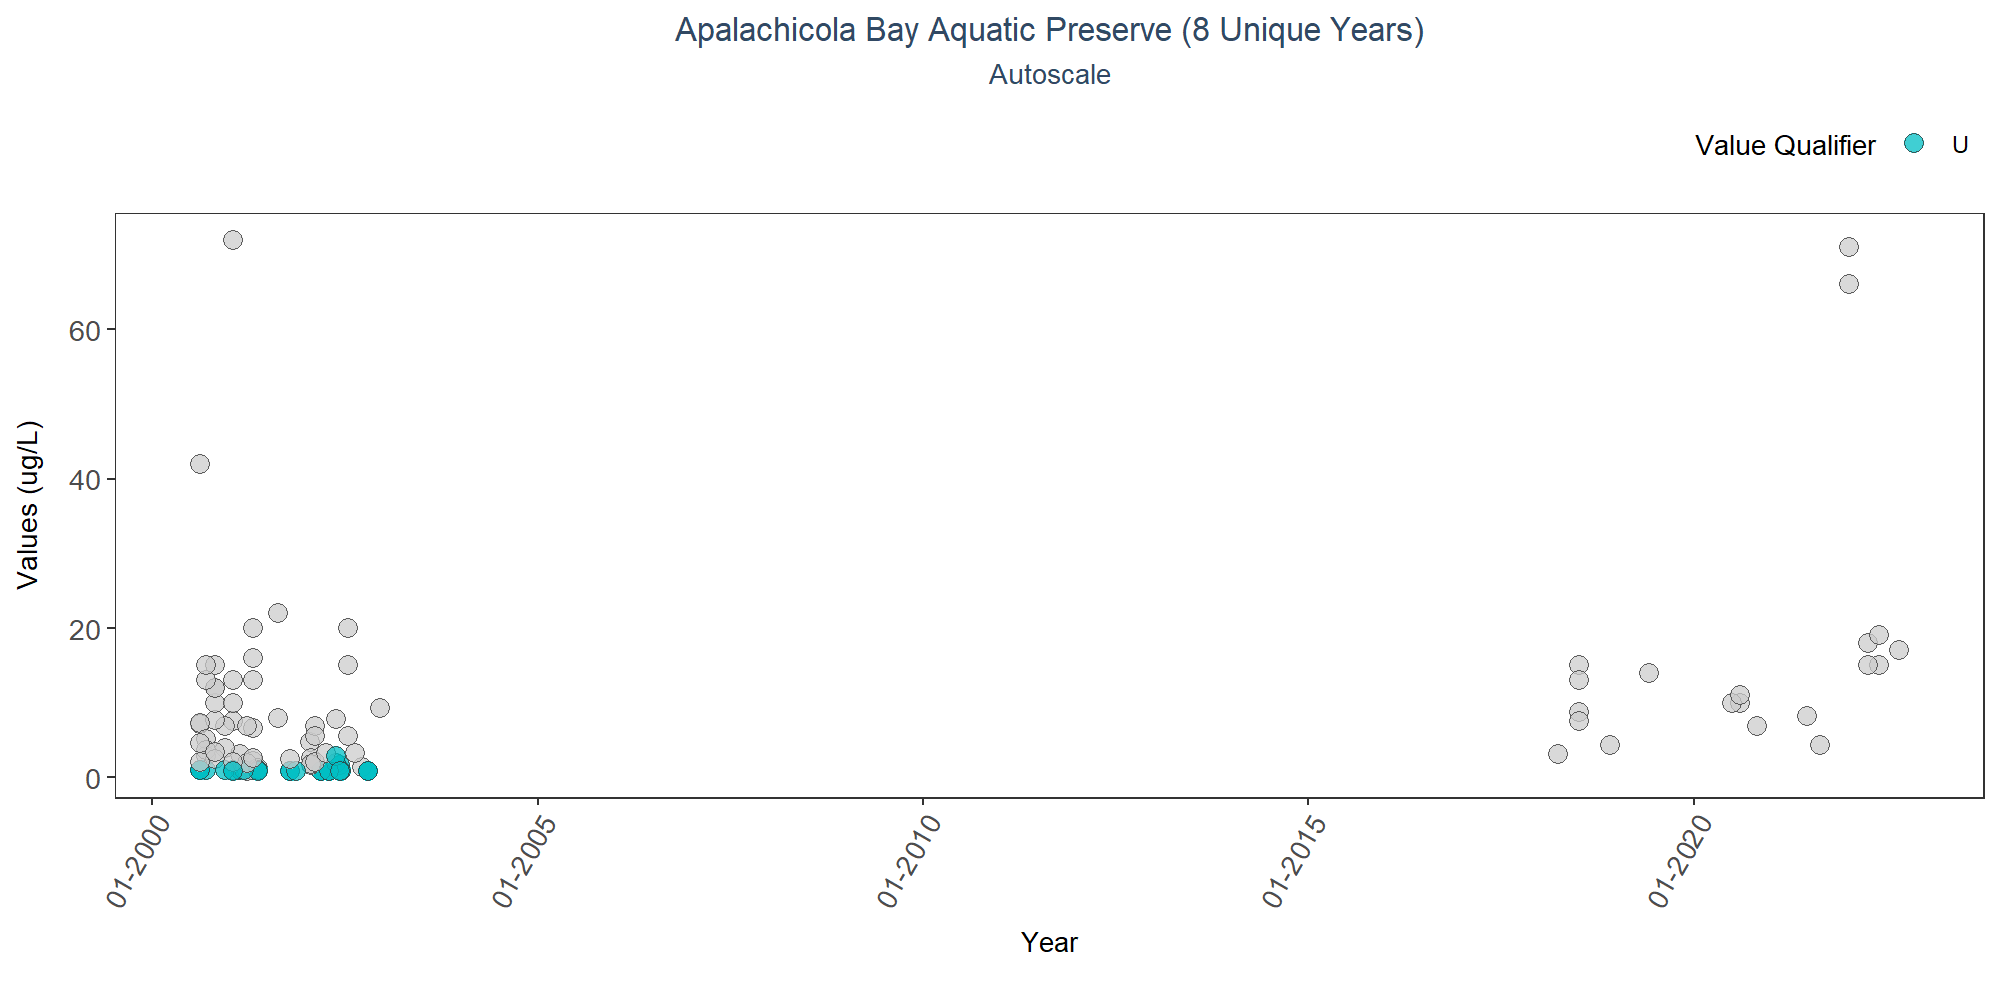 Apalachicola Bay Aquatic Preserve (8 Unique Years)
Autoscale
Value Qualifier U
Values (ug/L)
60
40
20
0
01-2000 01-2005 01-2010 01-2015 01-2020
Year